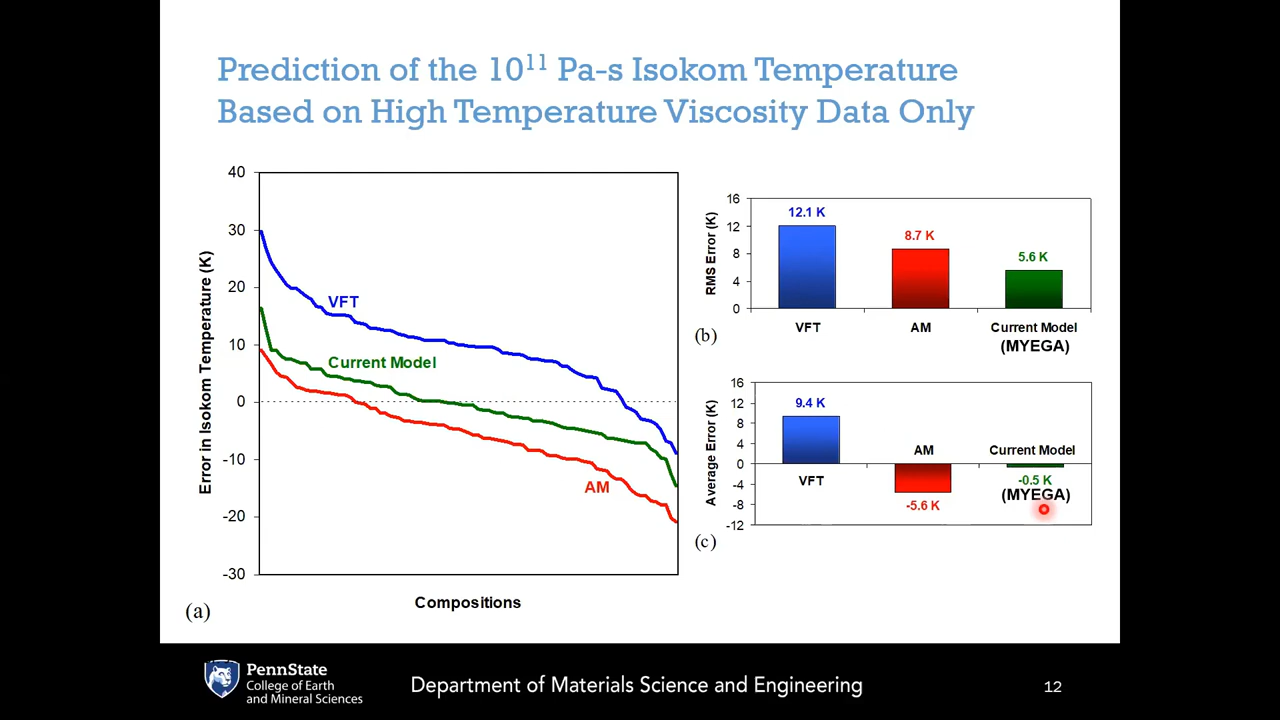 Prediction of the 10¹¹ Pa-s Isokom Temperature
Based on High Temperature Viscosity Data Only
Error in Isokom Temperature (K)
40
30
20
10
0
-10
-20
-30
VFT
Current Model
AM
Compositions
(a)
RMS Error (K)
16
12
8
4
0
12.1 K
8.7 K
5.6 K
VFT
AM
Current Model
(MYEGA)
(b)
Average Error (K)
16
12
8
4
0
-4
-8
-12
9.4 K
VFT
AM
-5.6 K
Current Model
-0.5 K
(MYEGA)
(c)
PennState
College of Earth
and Mineral Sciences
Department of Materials Science and Engineering
12